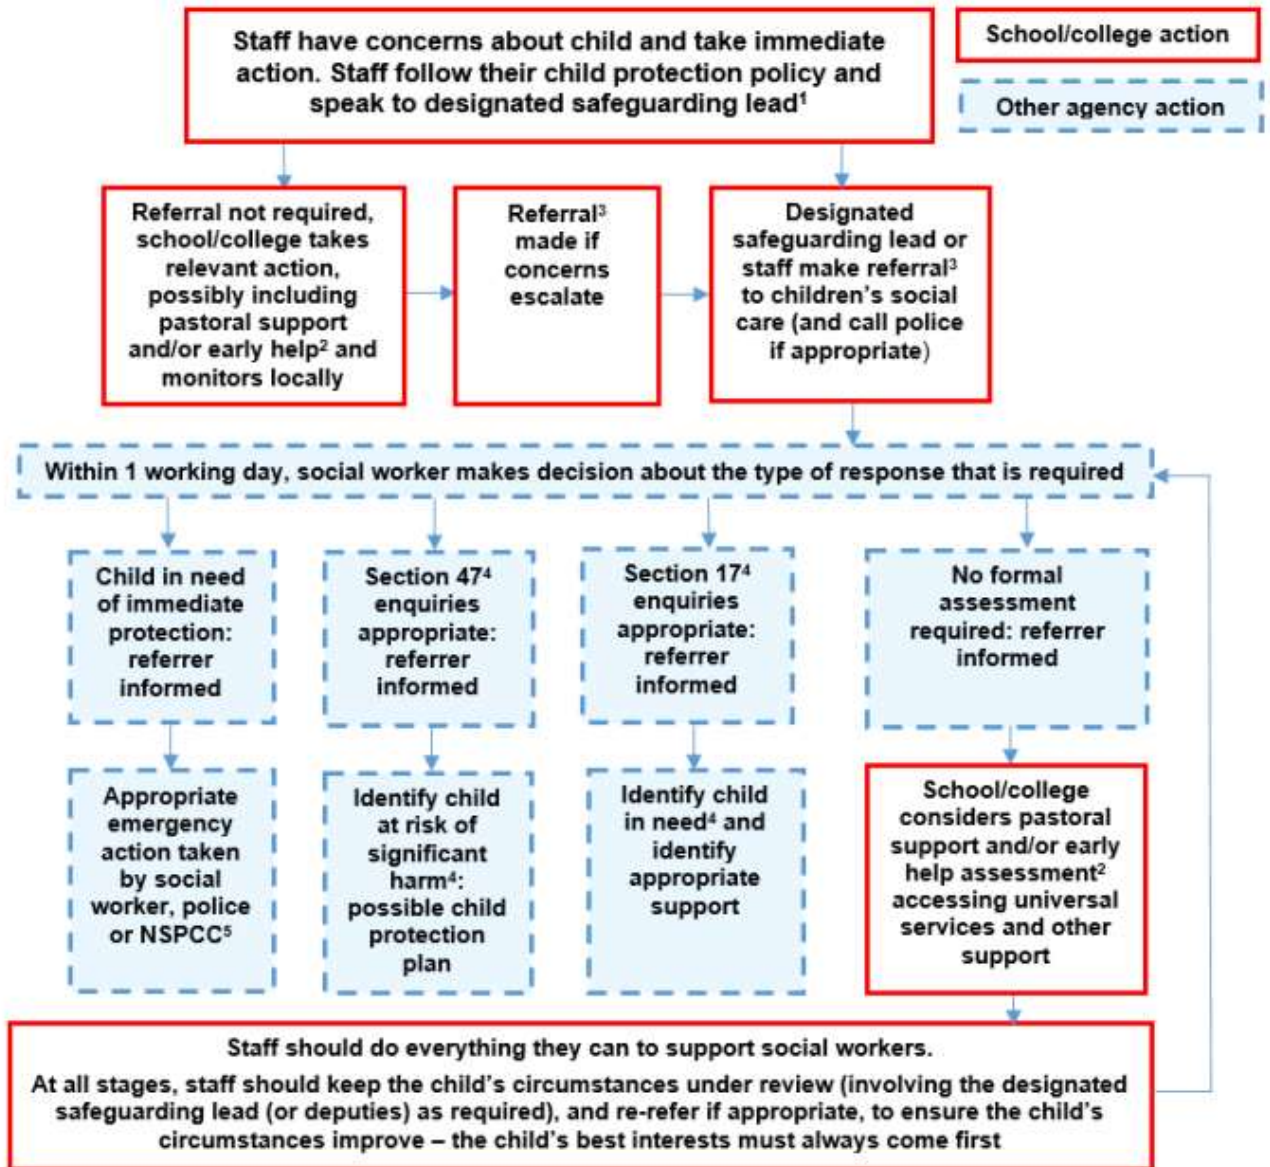 Staff have concerns about child and take immediate
action. Staff follow their child protection policy and
speak to designated safeguarding lead¹
School/college action
Other agency action
Referral not required,
school/college takes
relevant action,
possibly including
pastoral support
and/or early help² and
monitors locally
Referral³
made if
concerns
escalate
Designated
safeguarding lead or
staff make referral³
to children’s social
care (and call police
if appropriate)
Within 1 working day, social worker makes decision about the type of response that is required
Child in need
of immediate
protection:
referrer
informed
Section 47⁴
enquiries
appropriate:
referrer
informed
Section 17⁴
enquiries
appropriate:
referrer
informed
No formal
assessment
required: referrer
informed
Appropriate
emergency
action taken
by social
worker, police
or NSPCC⁵
Identify child
at risk of
significant
harm⁴:
possible child
protection
plan
Identify child
in need⁴ and
identify
appropriate
support
School/college
considers pastoral
support and/or early
help assessment²
accessing universal
services and other
support
Staff should do everything they can to support social workers.
At all stages, staff should keep the child’s circumstances under review (involving the designated
safeguarding lead (or deputies) as required), and re-refer if appropriate, to ensure the child’s
circumstances improve – the child’s best interests must always come first